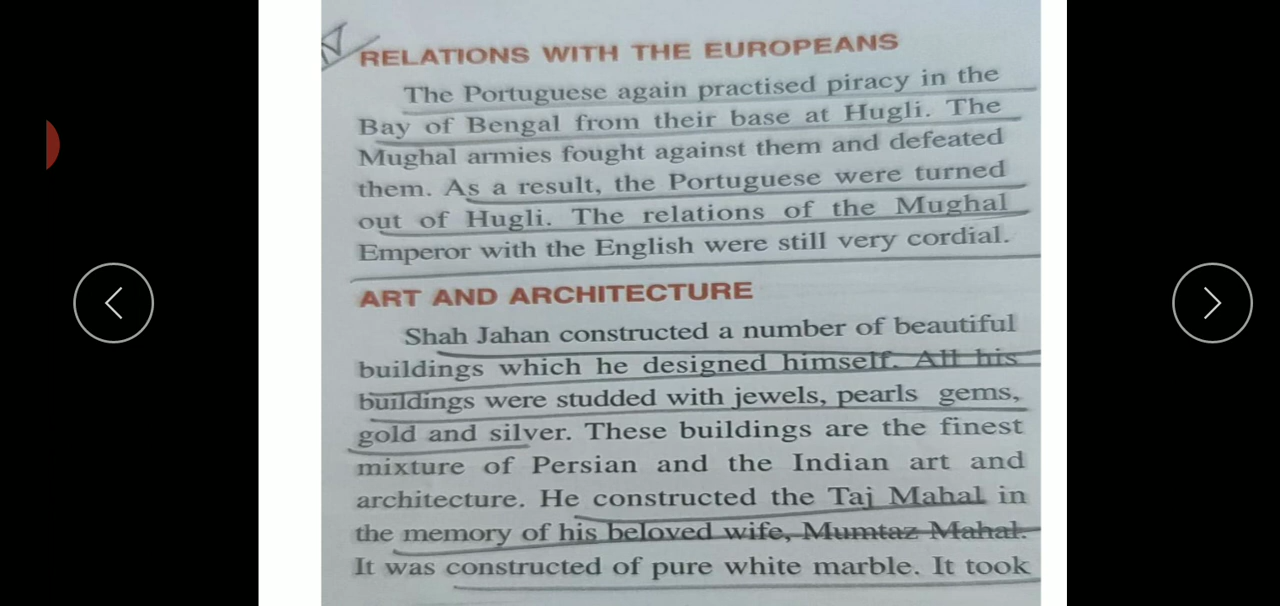 RELATIONS WITH THE EUROPEANS
The Portuguese again practised piracy in the
Bay of Bengal from their base at Hugli. The
Mughal armies fought against them and defeated
them. As a result, the Portuguese were turned
out of Hugli. The relations of the Mughal
Emperor with the English were still very cordial.
ART AND ARCHITECTURE
Shah Jahan constructed a number of beautiful
buildings which he designed himself. All his
buildings were studded with jewels, pearls gems,
gold and silver. These buildings are the finest
mixture of Persian and the Indian art and
architecture. He constructed the Taj Mahal in
the memory of his beloved wife, Mumtaz Mahal.
It was constructed of pure white marble. It took